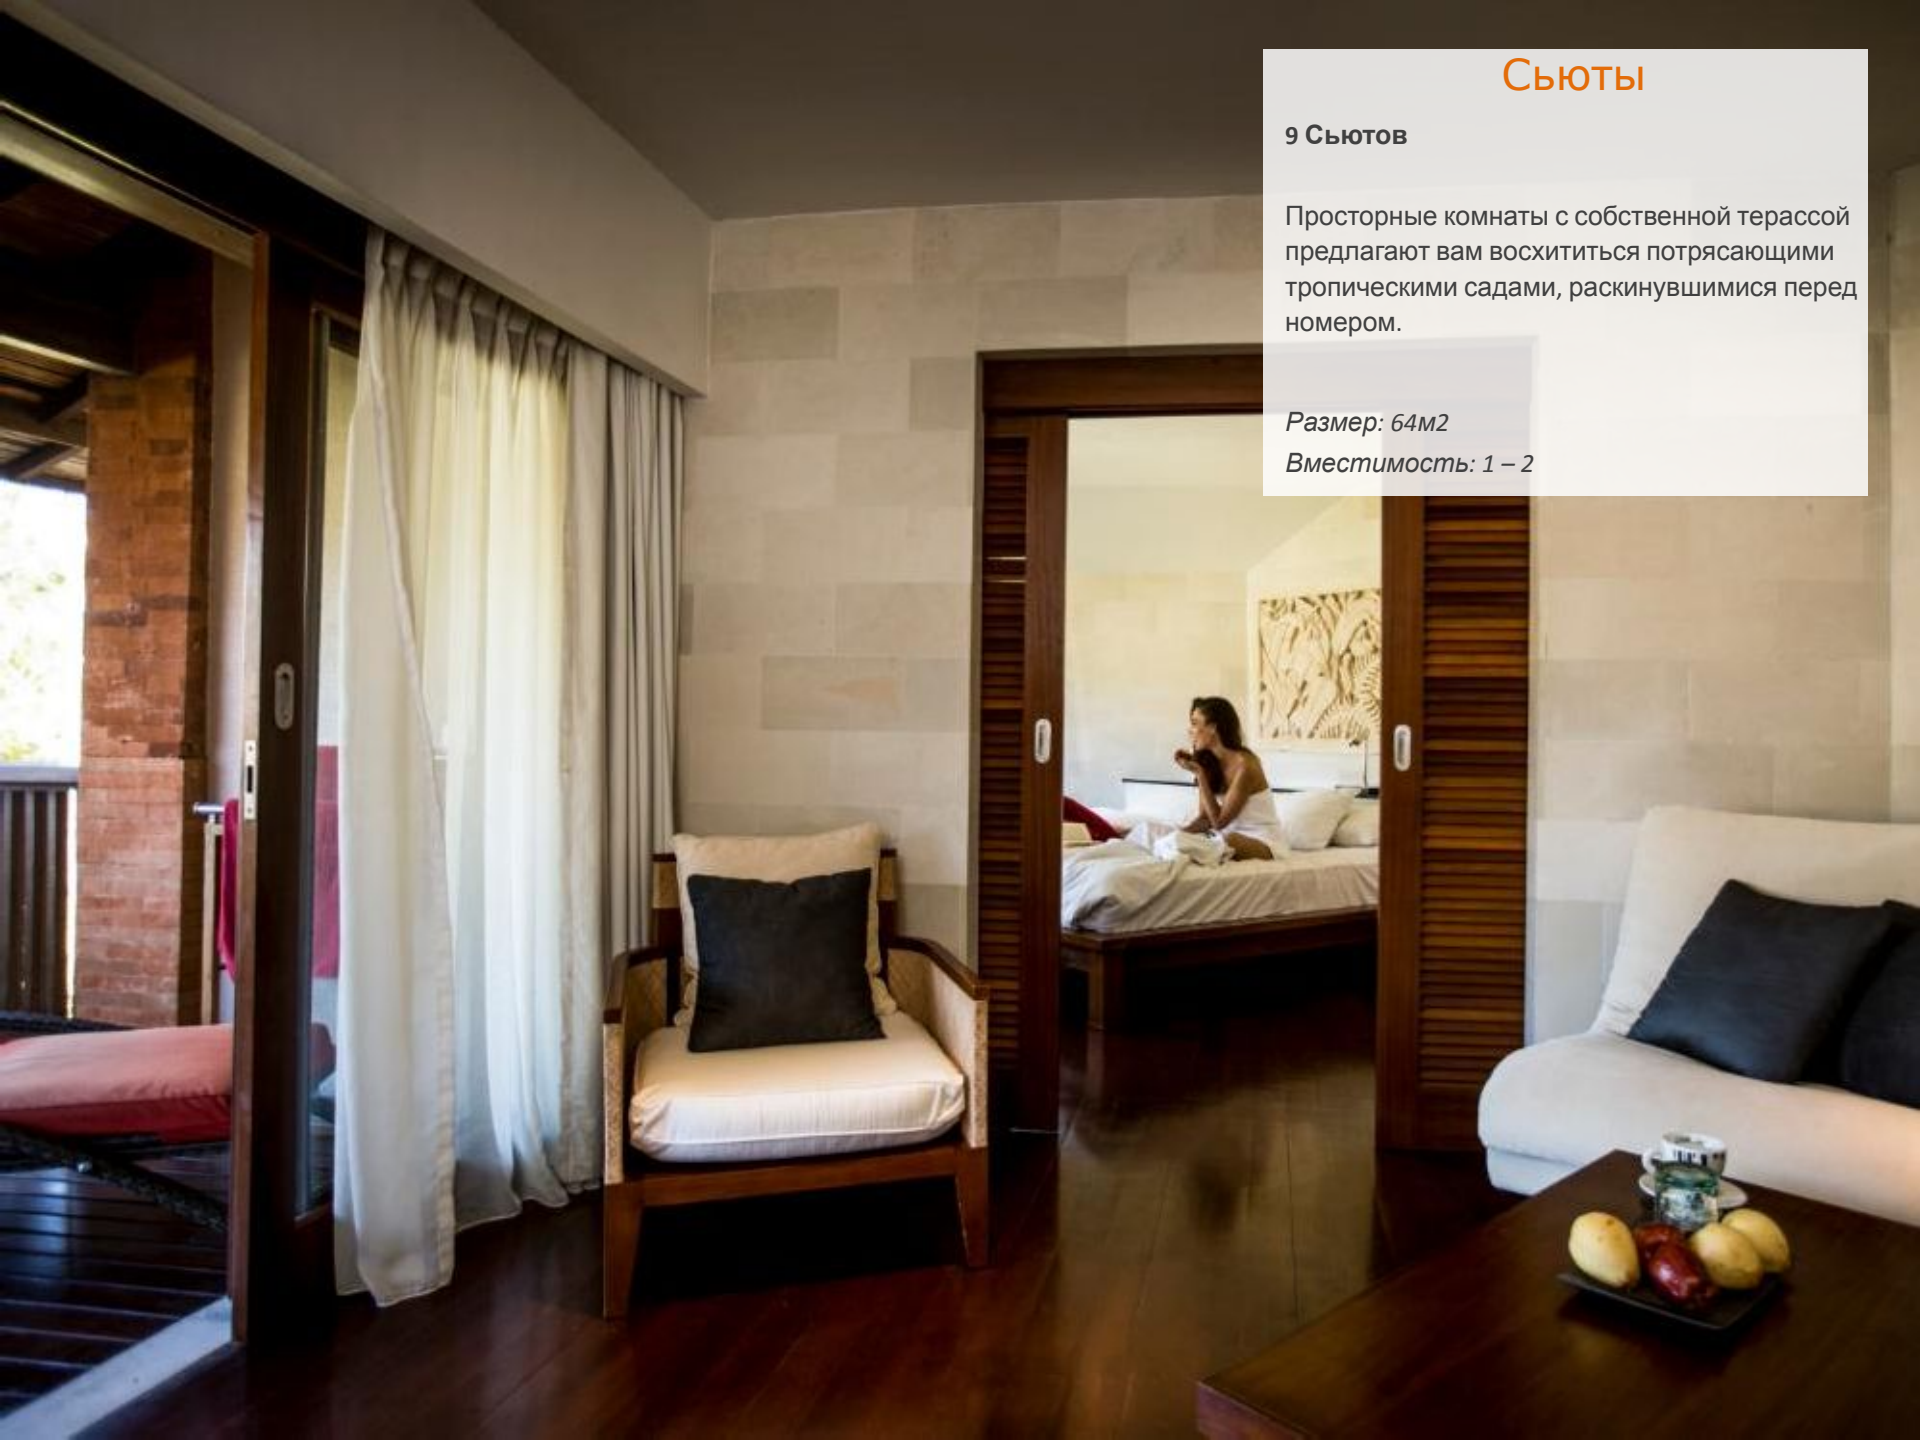 Сьюты
9 Сьютов
Просторные комнаты с собственной терассой
предлагают вам восхититься потрясающими
тропическими садами, раскинувшимися перед
номером.
Размер: 64м2
Вместимость: 1 – 2